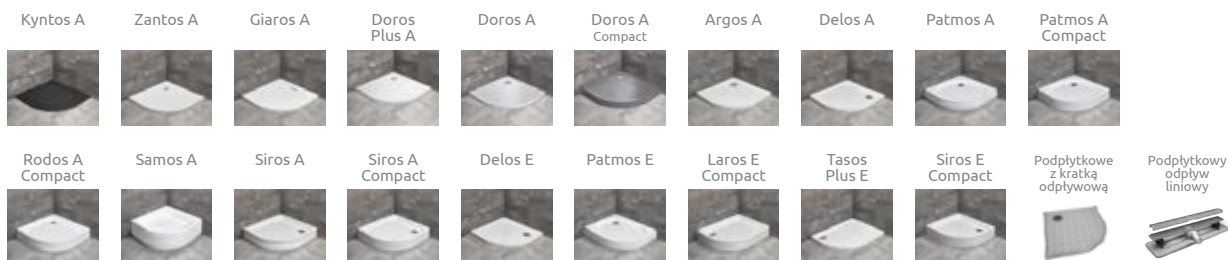 Kyntos A
Zantos A
Giaros A
Doros
Plus A
Doros A
Doros A
Compact
Argos A
Delos A
Patmos A
Patmos A
Compact
Rodos A
Compact
Samos A
Siros A
Siros A
Compact
Delos E
Patmos E
Laros E
Compact
Tasos
Plus E
Siros E
Compact
Podpłytkowe
z kratką
odpływową
Podpłytkowy
odpływ
liniowy